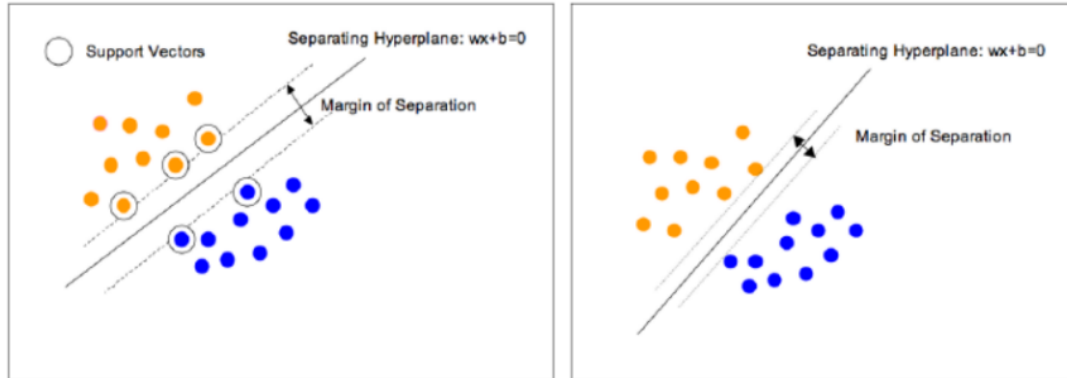 Support Vectors
Separating Hyperplane: wx+b=0
Margin of Separation
Separating Hyperplane: wx+b=0
Margin of Separation